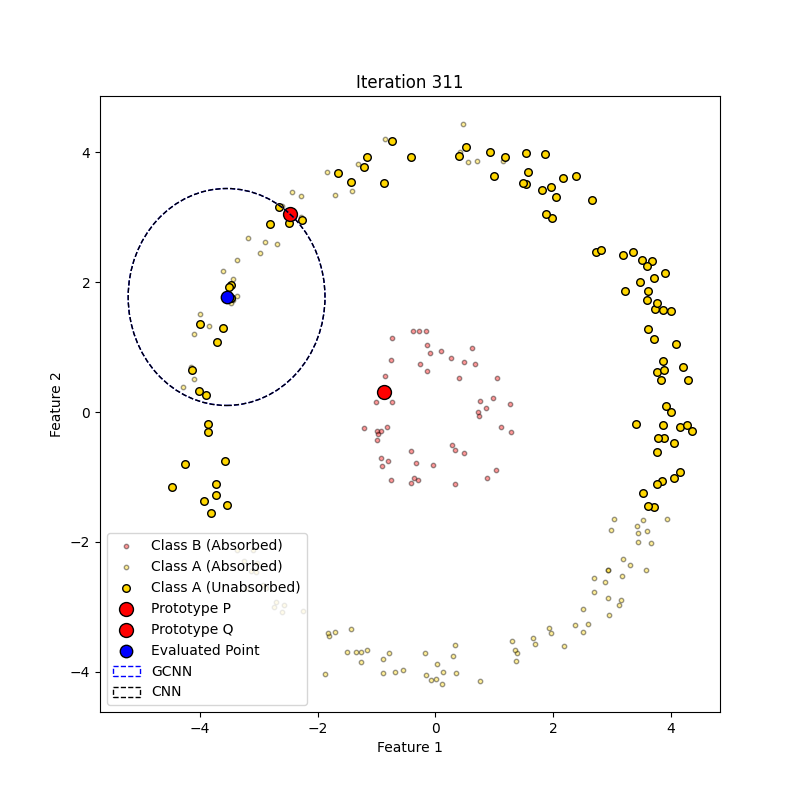 Iteration 311
Feature 2
4
2
0
−2
−4
Class B (Absorbed)
Class A (Absorbed)
Class A (Unabsorbed)
Prototype P
Prototype Q
Evaluated Point
GCNN
CNN
−4 −2 0 2 4
Feature 1